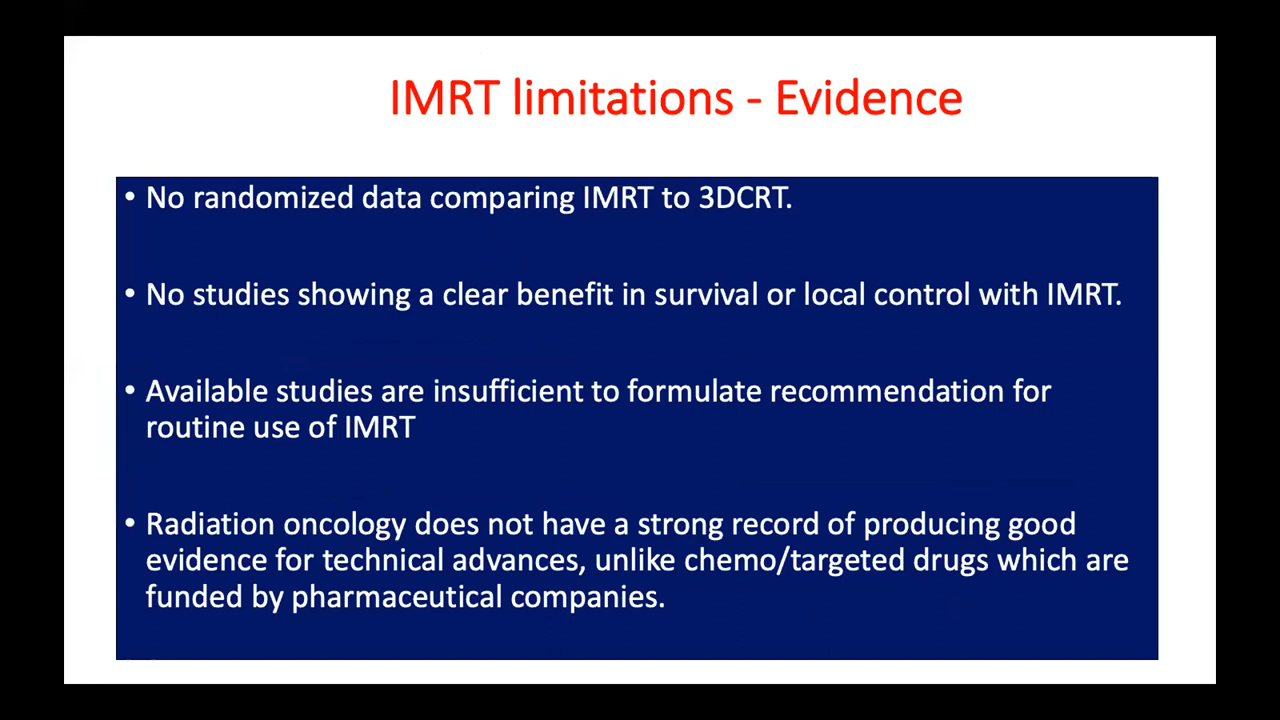 IMRT limitations - Evidence
• No randomized data comparing IMRT to 3DCRT.
• No studies showing a clear benefit in survival or local control with IMRT.
• Available studies are insufficient to formulate recommendation for
routine use of IMRT
• Radiation oncology does not have a strong record of producing good
evidence for technical advances, unlike chemo/targeted drugs which are
funded by pharmaceutical companies.